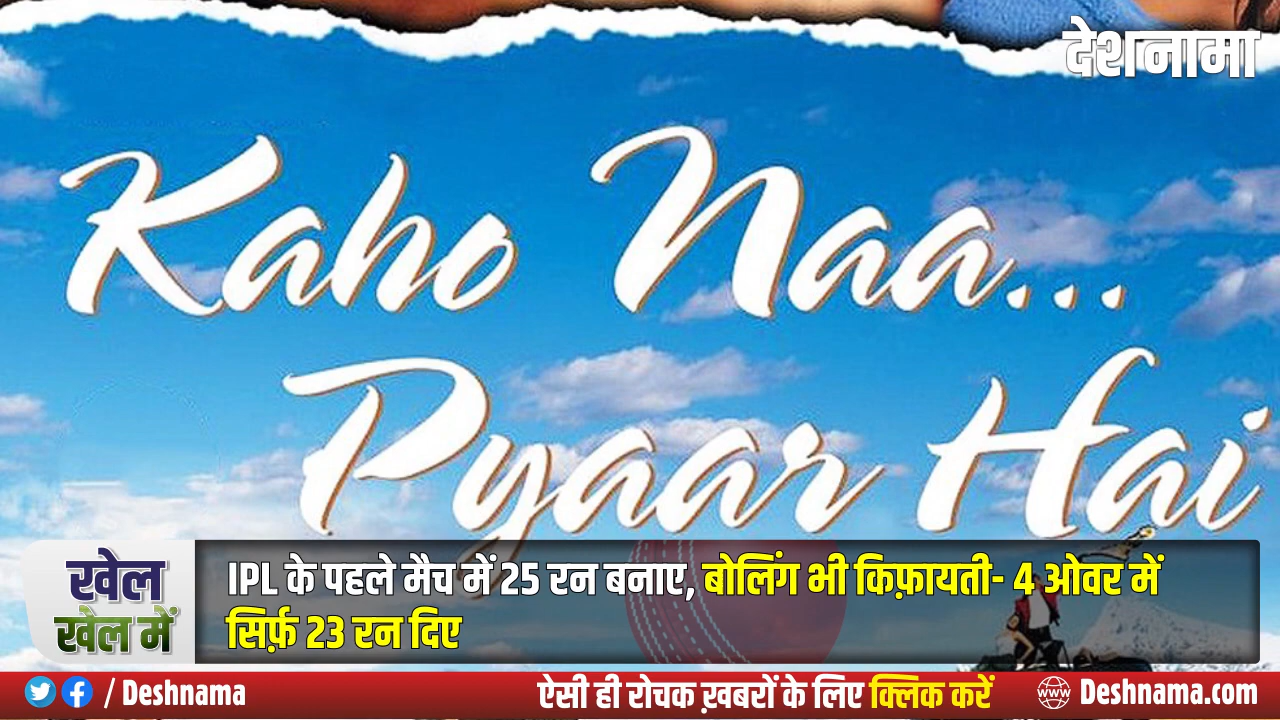 देशनामा
Kaho Naa...
Pyaar Hai
खेल
खेल में
IPL के पहले मैच में 25 रन बनाए, बोलिंग भी किफ़ायती- 4 ओवर में
सिर्फ़ 23 रन दिए
/ Deshnama
ऐसी ही रोचक ख़बरों के लिए क्लिक करें
Deshnama.com